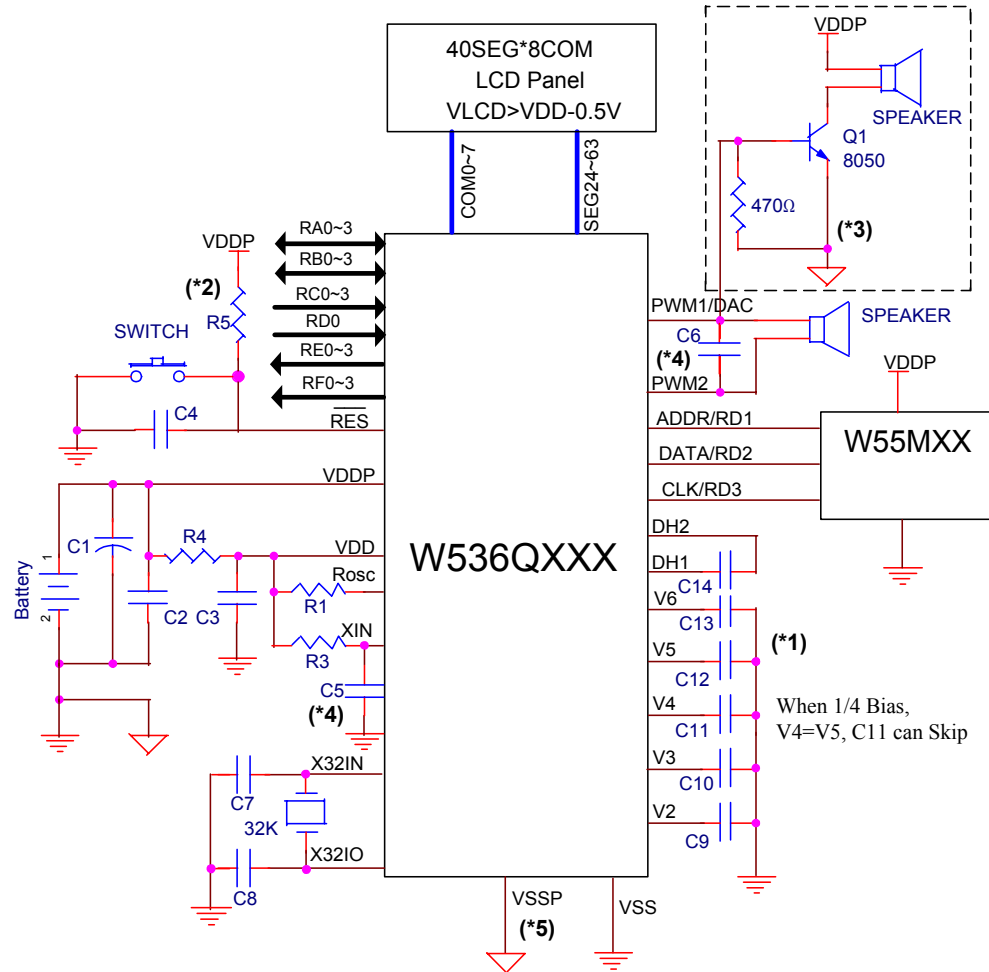 40SEG*8COM
LCD Panel
VLCD>VDD-0.5V
COM0~7
SEG24~63
VDDP
SPEAKER
Q1
8050
470Ω
(*3)
RA0~3
RB0~3
RC0~3
RD0
RE0~3
RF0~3
VDDP
(*2)
R5
SWITCH
C4
RES
PWM1/DAC
C6
(*4)
PWM2
SPEAKER
VDDP
ADDR/RD1
DATA/RD2
CLK/RD3
W55MXX
VDDP
C1
R4
VDD
Battery
1
2
C2
C3
Rosc
R1
XIN
R3
C5
(*4)
W536QXXX
DH2
DH1
C14
V6
C13
(*1)
V5
C12
V4
C11
When 1/4 Bias,
V4=V5, C11 can Skip
V3
C10
V2
C9
X32IN
C7
32K
X32IO
C8
VSSP
(*5)
VSS